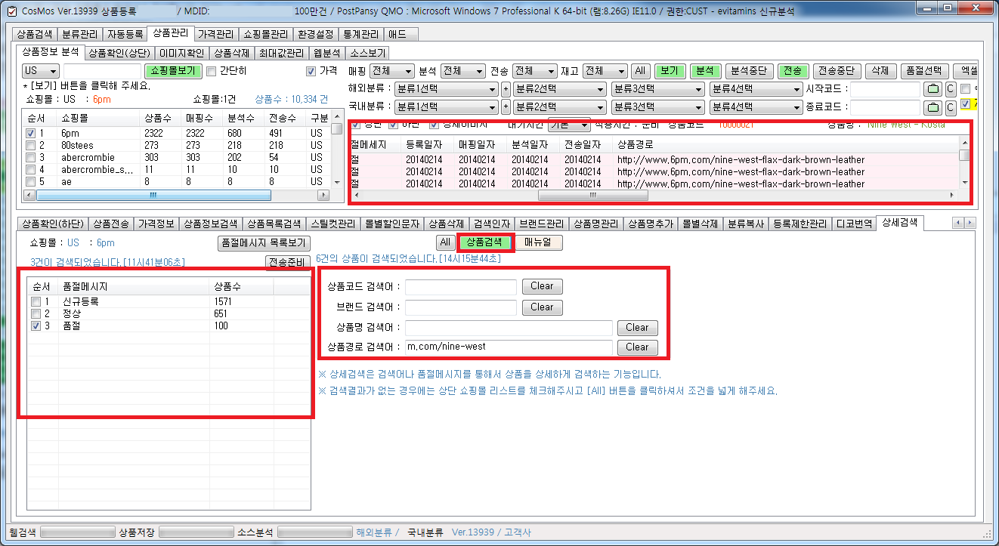 CosMos Ver.13939 상품등록 / MDID: 100만건 / PostPansy QMO : Microsoft Windows 7 Professional K 64-bit (램:8.26G) IE11.0 / 권한:CUST - evitamins 신규분석
상품검색 분류관리 자동등록 상품관리 가격관리 쇼핑몰관리 환경설정 통계관리 애드
상품정보 분석 상품확인(상단) 이미지확인 상품삭제 최대값관리 웹분석 소스보기
US 쇼핑몰보기 간단히 가격 매핑 전체 분석 전체 전송 전체 재고 전체 All 보기 분석 분석중단 전송 전송중단 삭제 품절선택
* [보기] 버튼을 클릭해 주세요. 해외분류 : 분류1선택 + 분류2선택 분류3선택 분류4선택 시작코드 : C
쇼핑몰 : US : 6pm 쇼핑몰:1건 상품수 : 10,334 건 국내분류 : 분류1선택 + 분류2선택 분류3선택 분류4선택 종료코드 : C
순서 쇼핑몰 상품수 매핑수 분석수 전송수 구분
1 6pm 2322 2322 680 491 US
2 80stees 273 273 218 218 US
3 abercrombie 303 303 202 54 US
4 abercrombie_s... 11 11 10 10 US
5 ae 8 8 8 8 US
상단 하단 상세이미지 대기시간 기본 적용시간 : 준비 상품코드 10000021 상품명 : Nine West - Kusta
절메세지 등록일자 매핑일자 분석일자 전송일자 상품경로
절 20140214 20140214 20140214 20140214 http://www.6pm.com/nine-west-flax-dark-brown-leather
절 20140214 20140214 20140214 20140214 http://www.6pm.com/nine-west-flax-dark-brown-leather
절 20140214 20140214 20140214 20140214 http://www.6pm.com/nine-west-flax-dark-brown-leather
상품확인(하단) 상품전송 가격정보 상품정보검색 상품목록검색 스틸컷관리 몰별할인문자 상품삭제 검색인자 브랜드관리 상품명관리 상품명추가 몰별삭제 분류복사 등록제한관리 디코번역 상세검색
쇼핑몰 : US : 6pm 품절메시지 목록보기 All 상품검색 매뉴얼
3건이 검색되었습니다.[11시41분06초] 전송준비 6건의 상품이 검색되었습니다.[14시15분44초]
순서 품절메시지 상품수
1 신규등록 1571
2 정상 651
3 품절 100
상품코드 검색어 : Clear
브랜드 검색어 : Clear
상품명 검색어 : Clear
상품경로 검색어 : m.com/nine-west Clear
※ 상세검색은 검색어나 품절메시지를 통해서 상품을 상세하게 검색하는 기능입니다.
※ 검색결과가 없는 경우에는 상단 쇼핑몰 리스트를 체크해주시고 [All] 버튼을 클릭하셔서 조건을 넓게 해주세요.
웹검색 상품저장 소스분석 해외분류 / 국내분류 Ver.13939 / 고객사